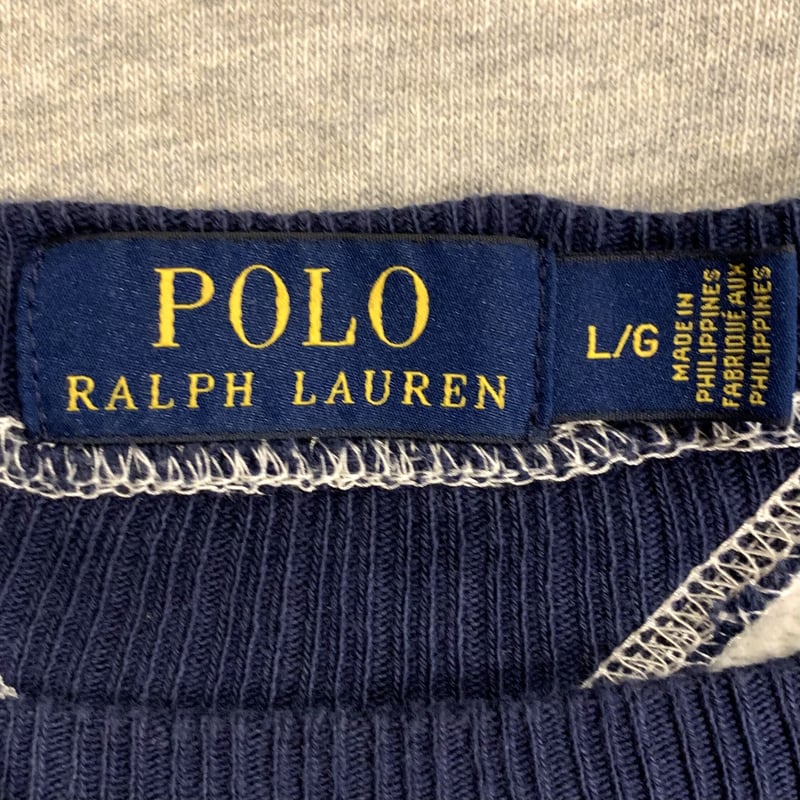 POLO
RALPH LAUREN
L/G
MADE IN
PHILIPPINES
FABRIQUÉ AUX
PHILIPPINES